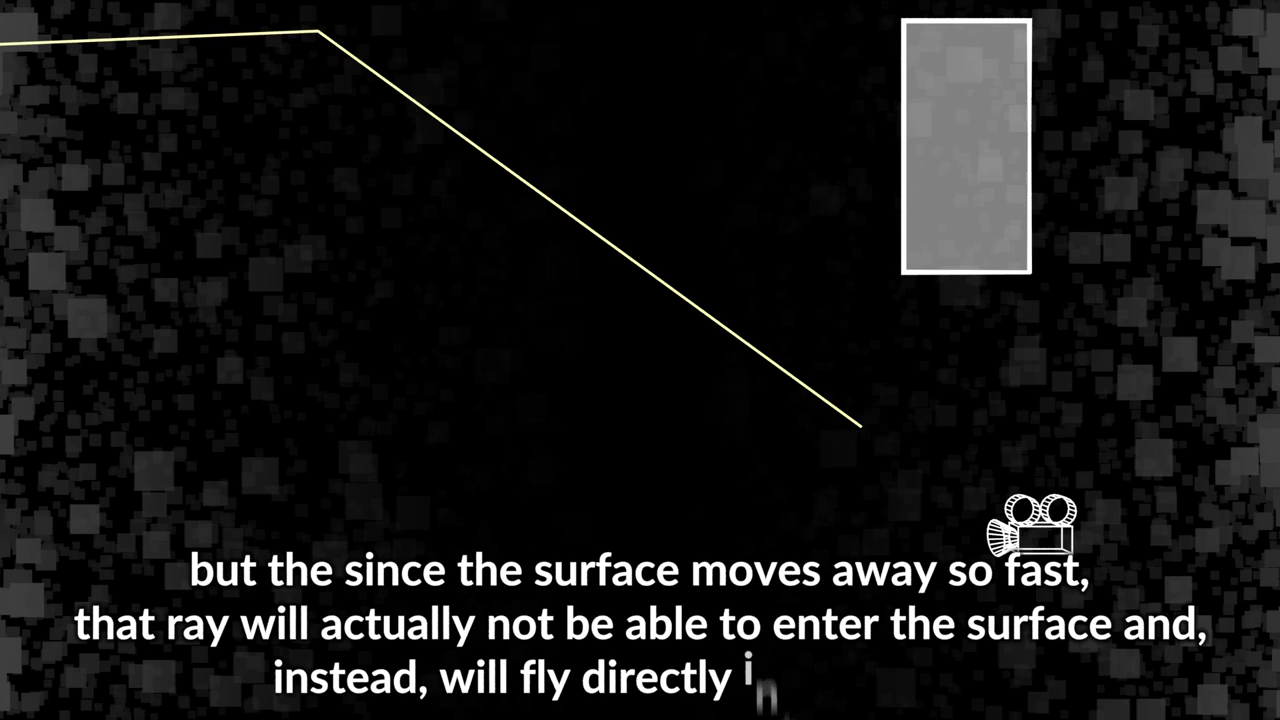 but the since the surface moves away so fast,
that ray will actually not be able to enter the surface and,
instead, will fly directly in